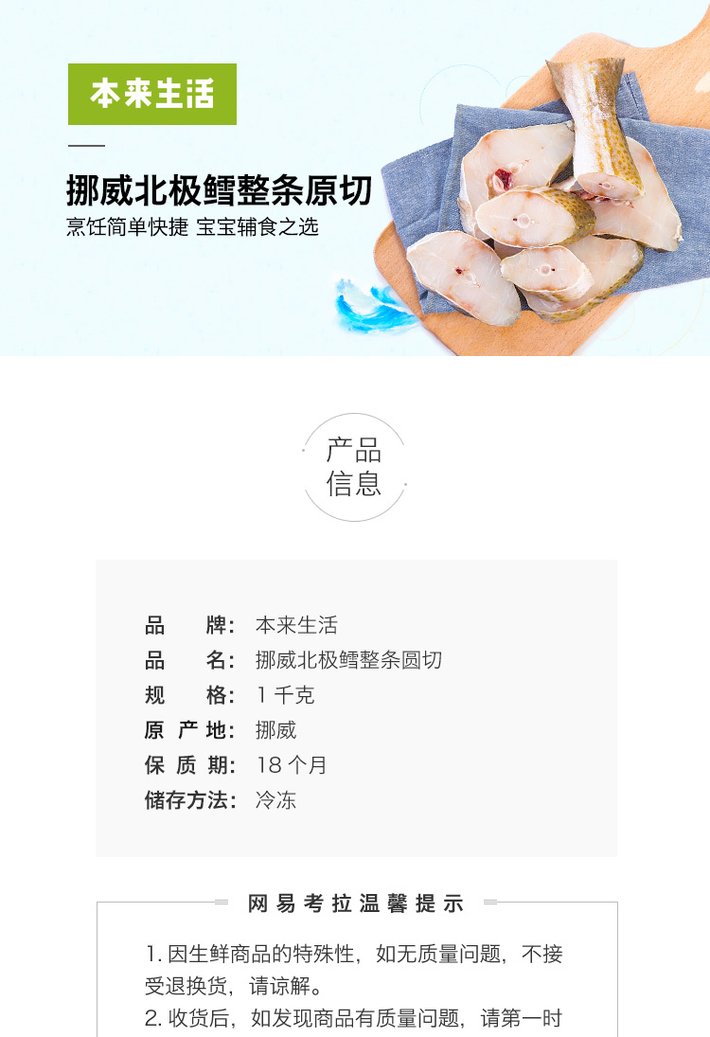 本来生活
挪威北极鳕整条原切
烹饪简单快捷 宝宝辅食之选
产品
信息
品 牌： 本来生活
品 名： 挪威北极鳕整条圆切
规 格： 1 千克
原 产 地： 挪威
保 质 期： 18 个月
储存方法： 冷冻
网易考拉温馨提示
1. 因生鲜商品的特殊性，如无质量问题，不接
受退换货，请谅解。
2. 收货后，如发现商品有质量问题，请第一时